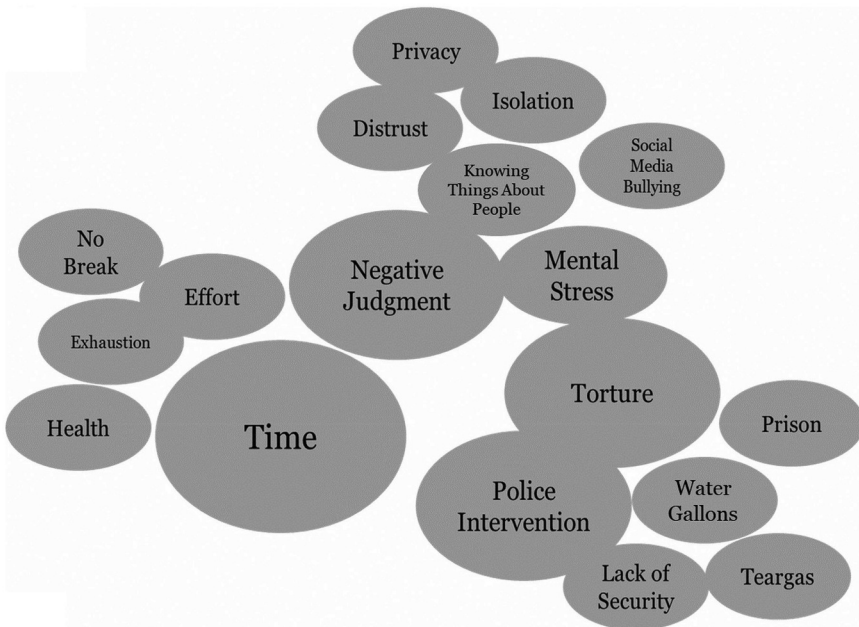 Privacy
Isolation
Distrust
Social
Media
Bullying
Knowing
Things About
People
No
Break
Effort
Negative
Judgment
Mental
Stress
Exhaustion
Health
Time
Torture
Prison
Police
Intervention
Water
Gallons
Lack of
Security
Teargas